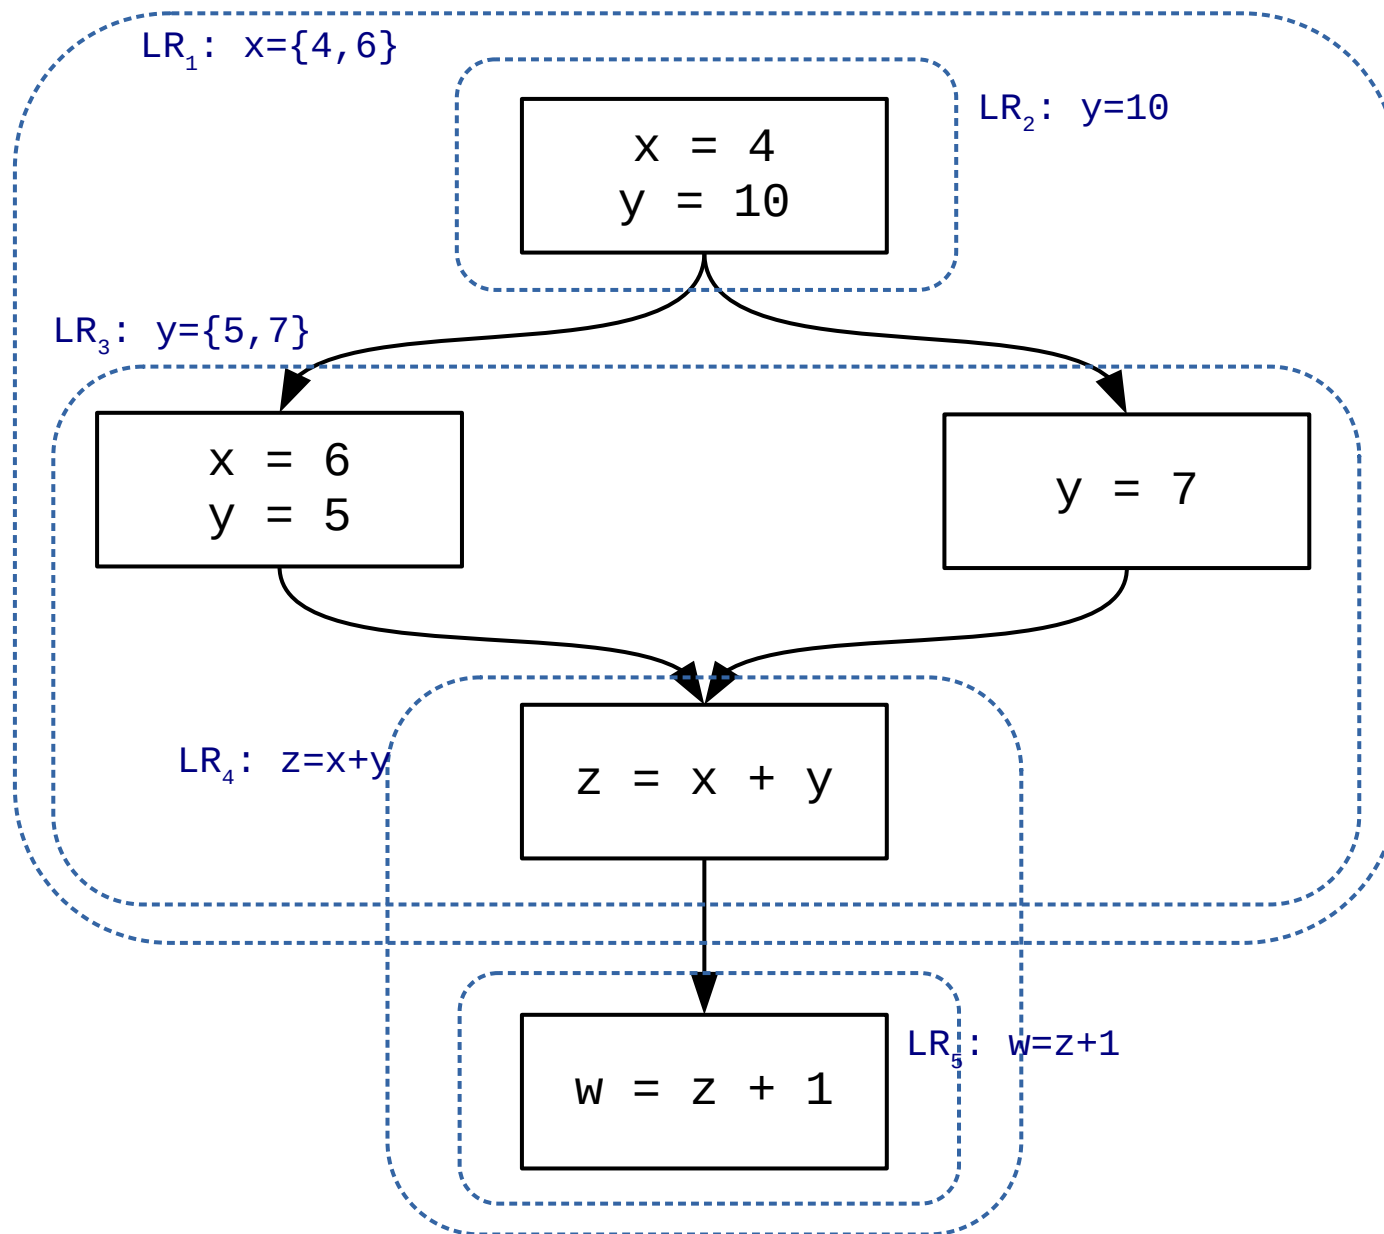 LR₁: x={4,6}
LR₂: y=10
x = 4
y = 10
LR₃: y={5,7}
x = 6
y = 5
y = 7
LR₄: z=x+y
z = x + y
LR₅: w=z+1
w = z + 1